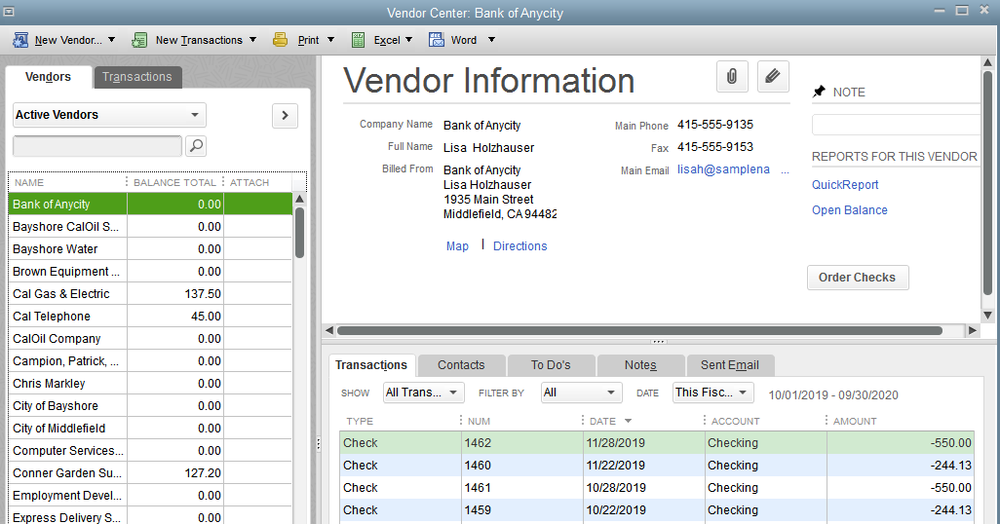 Vendor Center: Bank of Anycity
New Vendor... New Transactions Print Excel Word
Vendors Transactions
Active Vendors
NAME BALANCE TOTAL ATTACH
Bank of Anycity 0.00
Bayshore CalOil S... 0.00
Bayshore Water 0.00
Brown Equipment ... 0.00
Cal Gas & Electric 137.50
Cal Telephone 45.00
CalOil Company 0.00
Campion, Patrick, ... 0.00
Chris Markley 0.00
City of Bayshore 0.00
City of Middlefield 0.00
Computer Services... 0.00
Conner Garden Su... 127.20
Employment Devel... 0.00
Express Delivery S... 0.00
Vendor Information
Company Name Bank of Anycity
Full Name Lisa Holzhauser
Billed From Bank of Anycity
Lisa Holzhauser
1935 Main Street
Middlefield, CA 94482
Map | Directions
Main Phone 415-555-9135
Fax 415-555-9153
Main Email lisah@samplena ...
NOTE
REPORTS FOR THIS VENDOR
QuickReport
Open Balance
Order Checks
Transactions Contacts To Do's Notes Sent Email
SHOW All Trans... FILTER BY All DATE This Fisc... 10/01/2019 - 09/30/2020
TYPE NUM DATE ACCOUNT AMOUNT
Check 1462 11/28/2019 Checking -550.00
Check 1460 11/22/2019 Checking -244.13
Check 1461 10/28/2019 Checking -550.00
Check 1459 10/22/2019 Checking -244.13